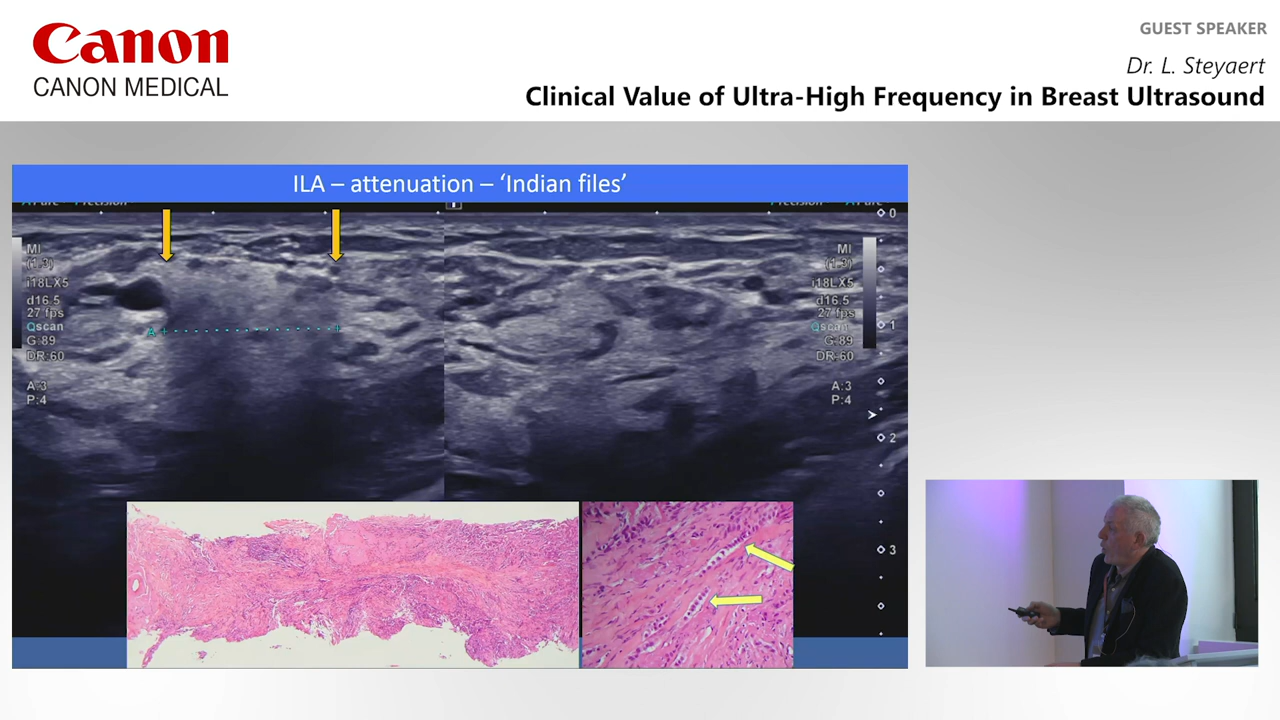 Canon
CANON MEDICAL
GUEST SPEAKER
Dr. L. Steyaert
Clinical Value of Ultra-High Frequency in Breast Ultrasound
ILA – attenuation – ‘Indian files’
Precision
Precision
MI
(1.3)
i18LX5
d16.5
27 fps
Qscan
G:89
DR:60
A:3
P:4
A
MI
(1.3)
i18LX5
d16.5
27 fps
Qscan
G:89
DR:60
A:3
P:4
0
1
2
3